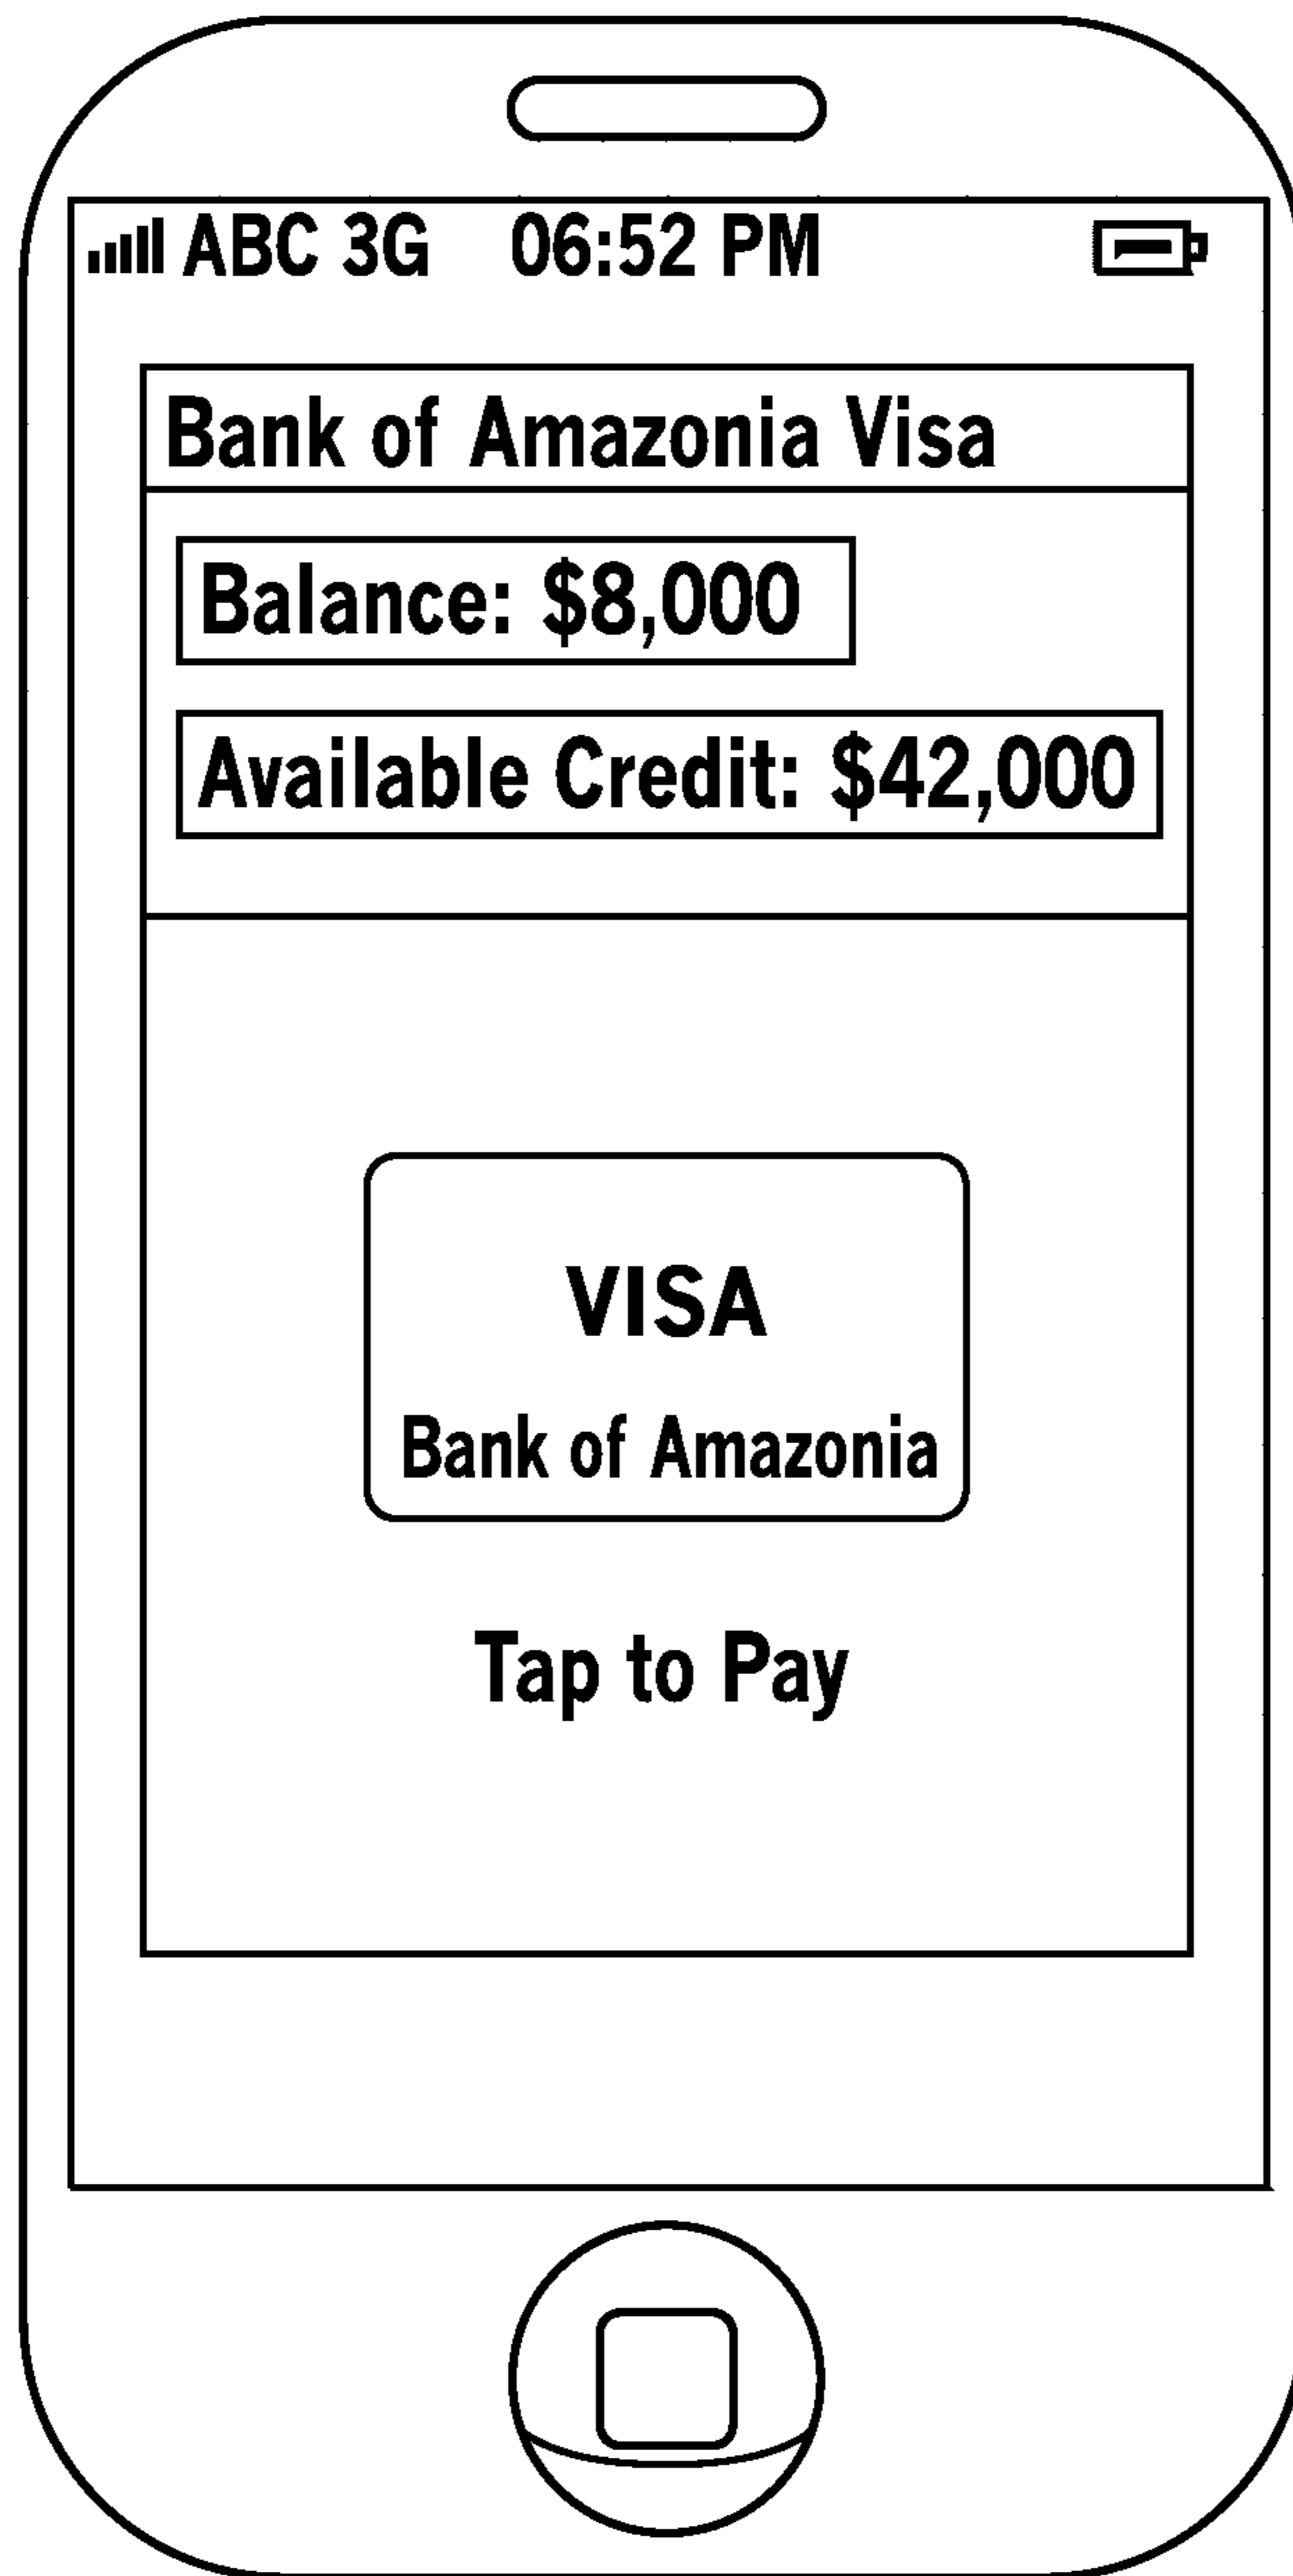 ABC 3G 06:52 PM
Bank of Amazonia Visa
Balance: $8,000
Available Credit: $42,000
VISA
Bank of Amazonia
Tap to Pay